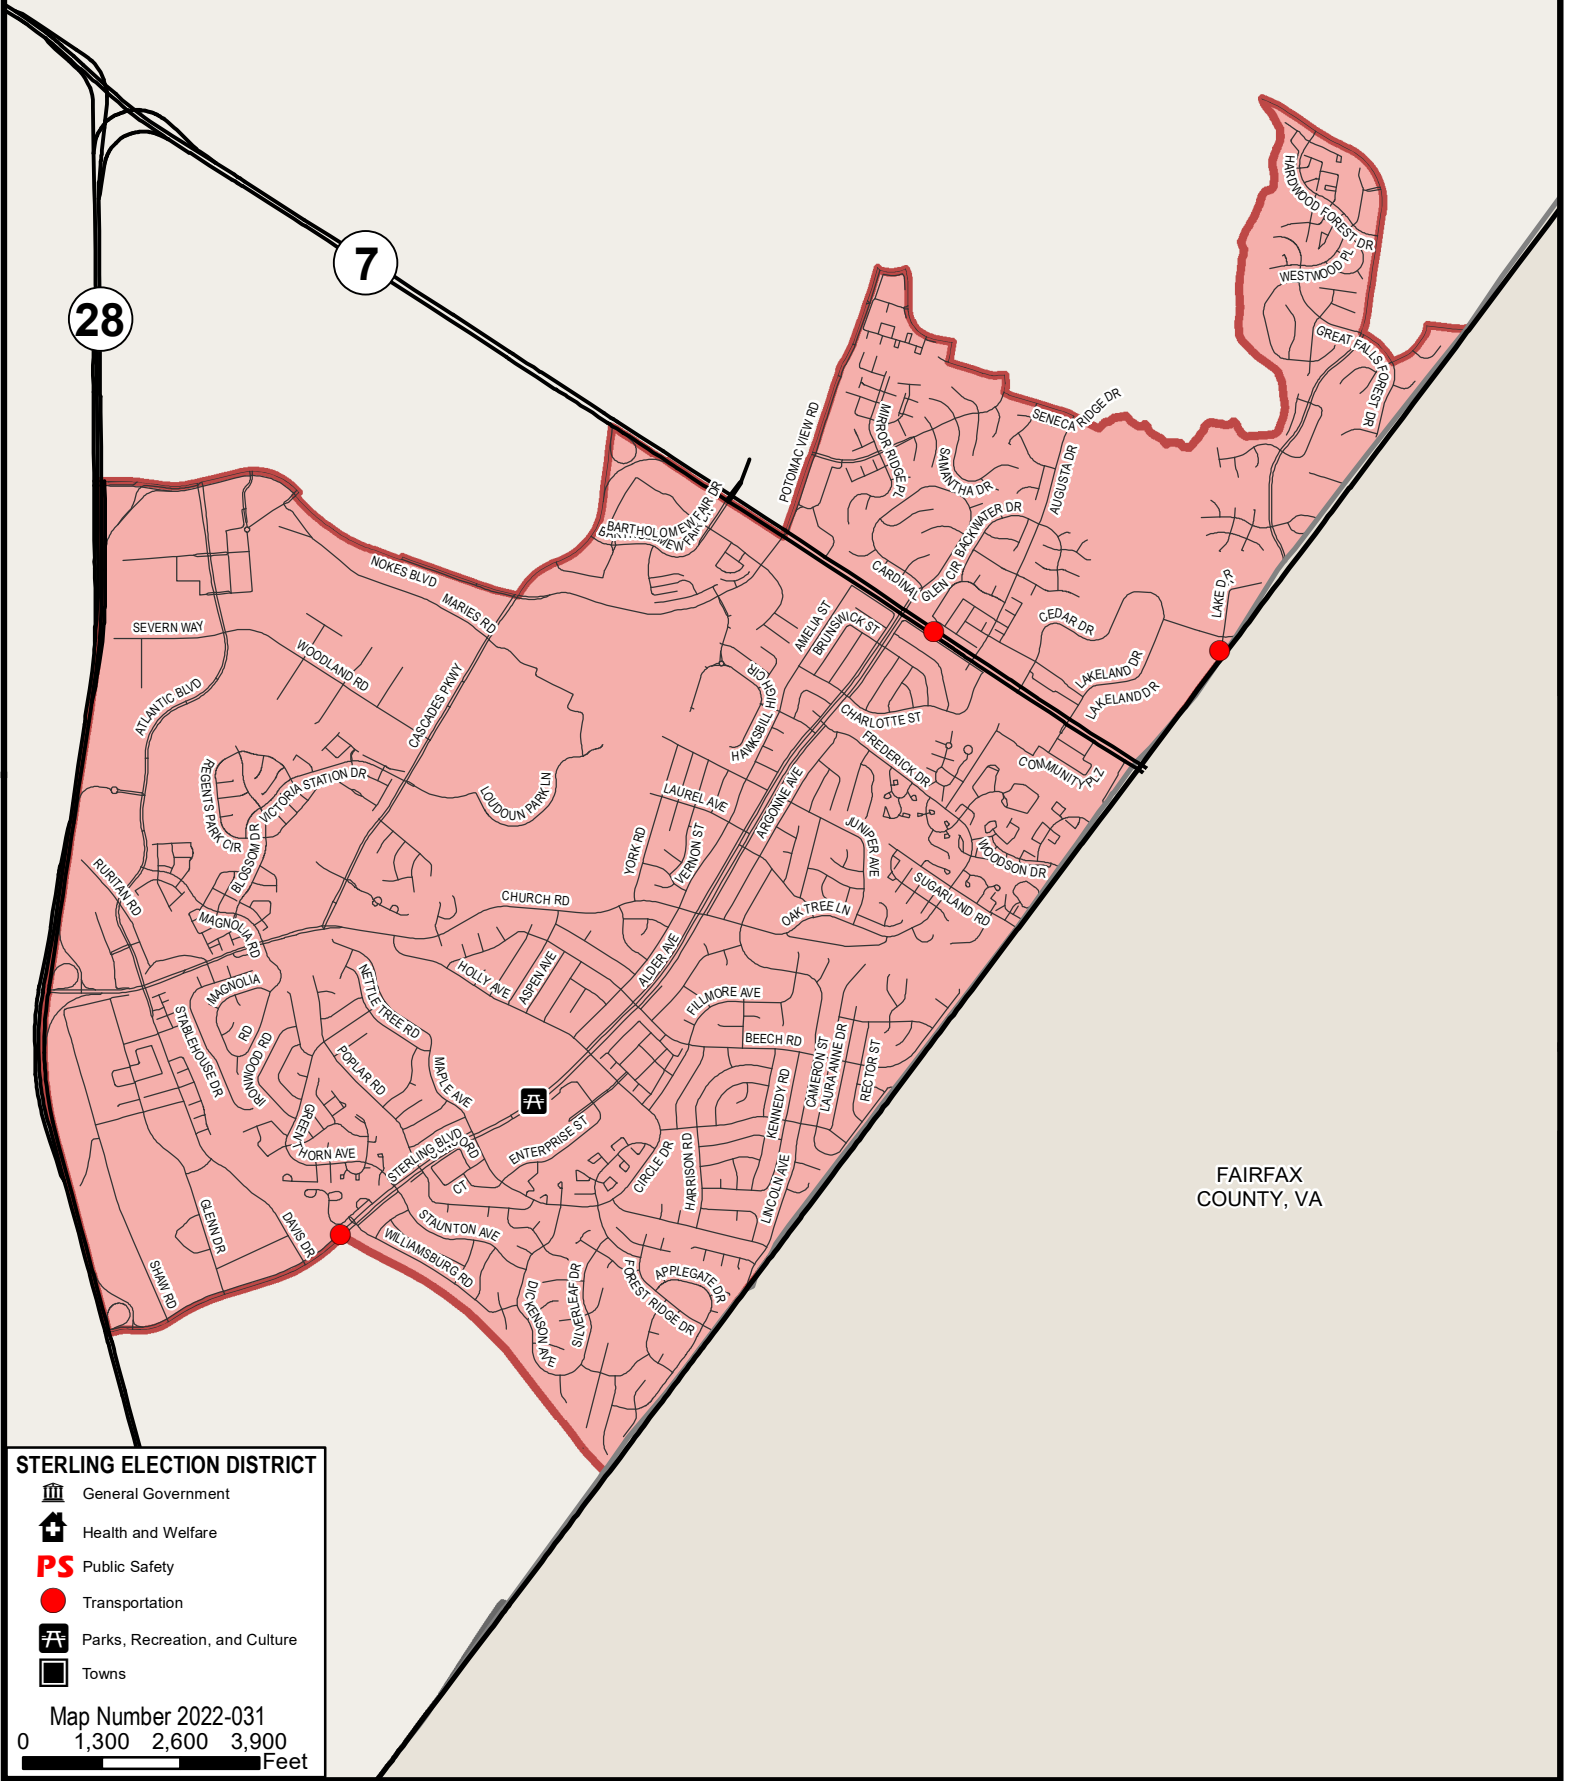 7
28
HARDWOOD FOREST DR
WESTWOOD PL
GREAT FALLS FOREST DR
SENECA RIDGE DR
POTOMAC VIEW RD
MIRROR RIDGE PL
SAMANTHA DR
AUGUSTA DR
BACKWATER DR
BARTHOLOMEW FAIR DR
BARTHOLOMEW FAIR DR
NOKES BLVD
MARIES RD
CARDINAL GLEN CIR
LAKE DR
SEVERN WAY
AMELIA ST
BRUNSWICK ST
CEDAR DR
WOODLAND RD
LAKELAND DR
LAKELAND DR
ATLANTIC BLVD
CASCADES PKWY
HAWKSBILL HIGH CIR
CHARLOTTE ST
FREDERICK DR
COMMUNITY PLZ
REGENTS PARK CIR
VICTORIA STATION DR
LOUDOUN PARK LN
LAUREL AVE
ARGONNE AVE
BLOSSOM DR
YORK RD
VERNON ST
JUNIPER AVE
WOODSON DR
RURITAN RD
CHURCH RD
OAK TREE LN
SUGARLAND RD
MAGNOLIA RD
MAGNOLIA RD
NETTLE TREE RD
HOLLY AVE
ASPEN AVE
ALDER AVE
FILLMORE AVE
STABLEHOUSE DR
IRONWOOD RD
POPLAR RD
MAPLE AVE
BEECH RD
CAMERON ST
LAURA ANNE DR
RECTOR ST
KENNEDY RD
GREENTHORN AVE
STERLING BLVD
CONCORD CT
ENTERPRISE ST
CIRCLE DR
HARRISON RD
LINCOLN AVE
FAIRFAX
COUNTY, VA
GLENN DR
DAVIS DR
STAUNTON AVE
WILLIAMSBURG RD
SHAW RD
DICKENSON AVE
SILVERLEAF DR
FOREST RIDGE DR
APPLEGATE DR
STERLING ELECTION DISTRICT
General Government
Health and Welfare
PS Public Safety
Transportation
Parks, Recreation, and Culture
Towns
Map Number 2022-031
0 1,300 2,600 3,900
Feet